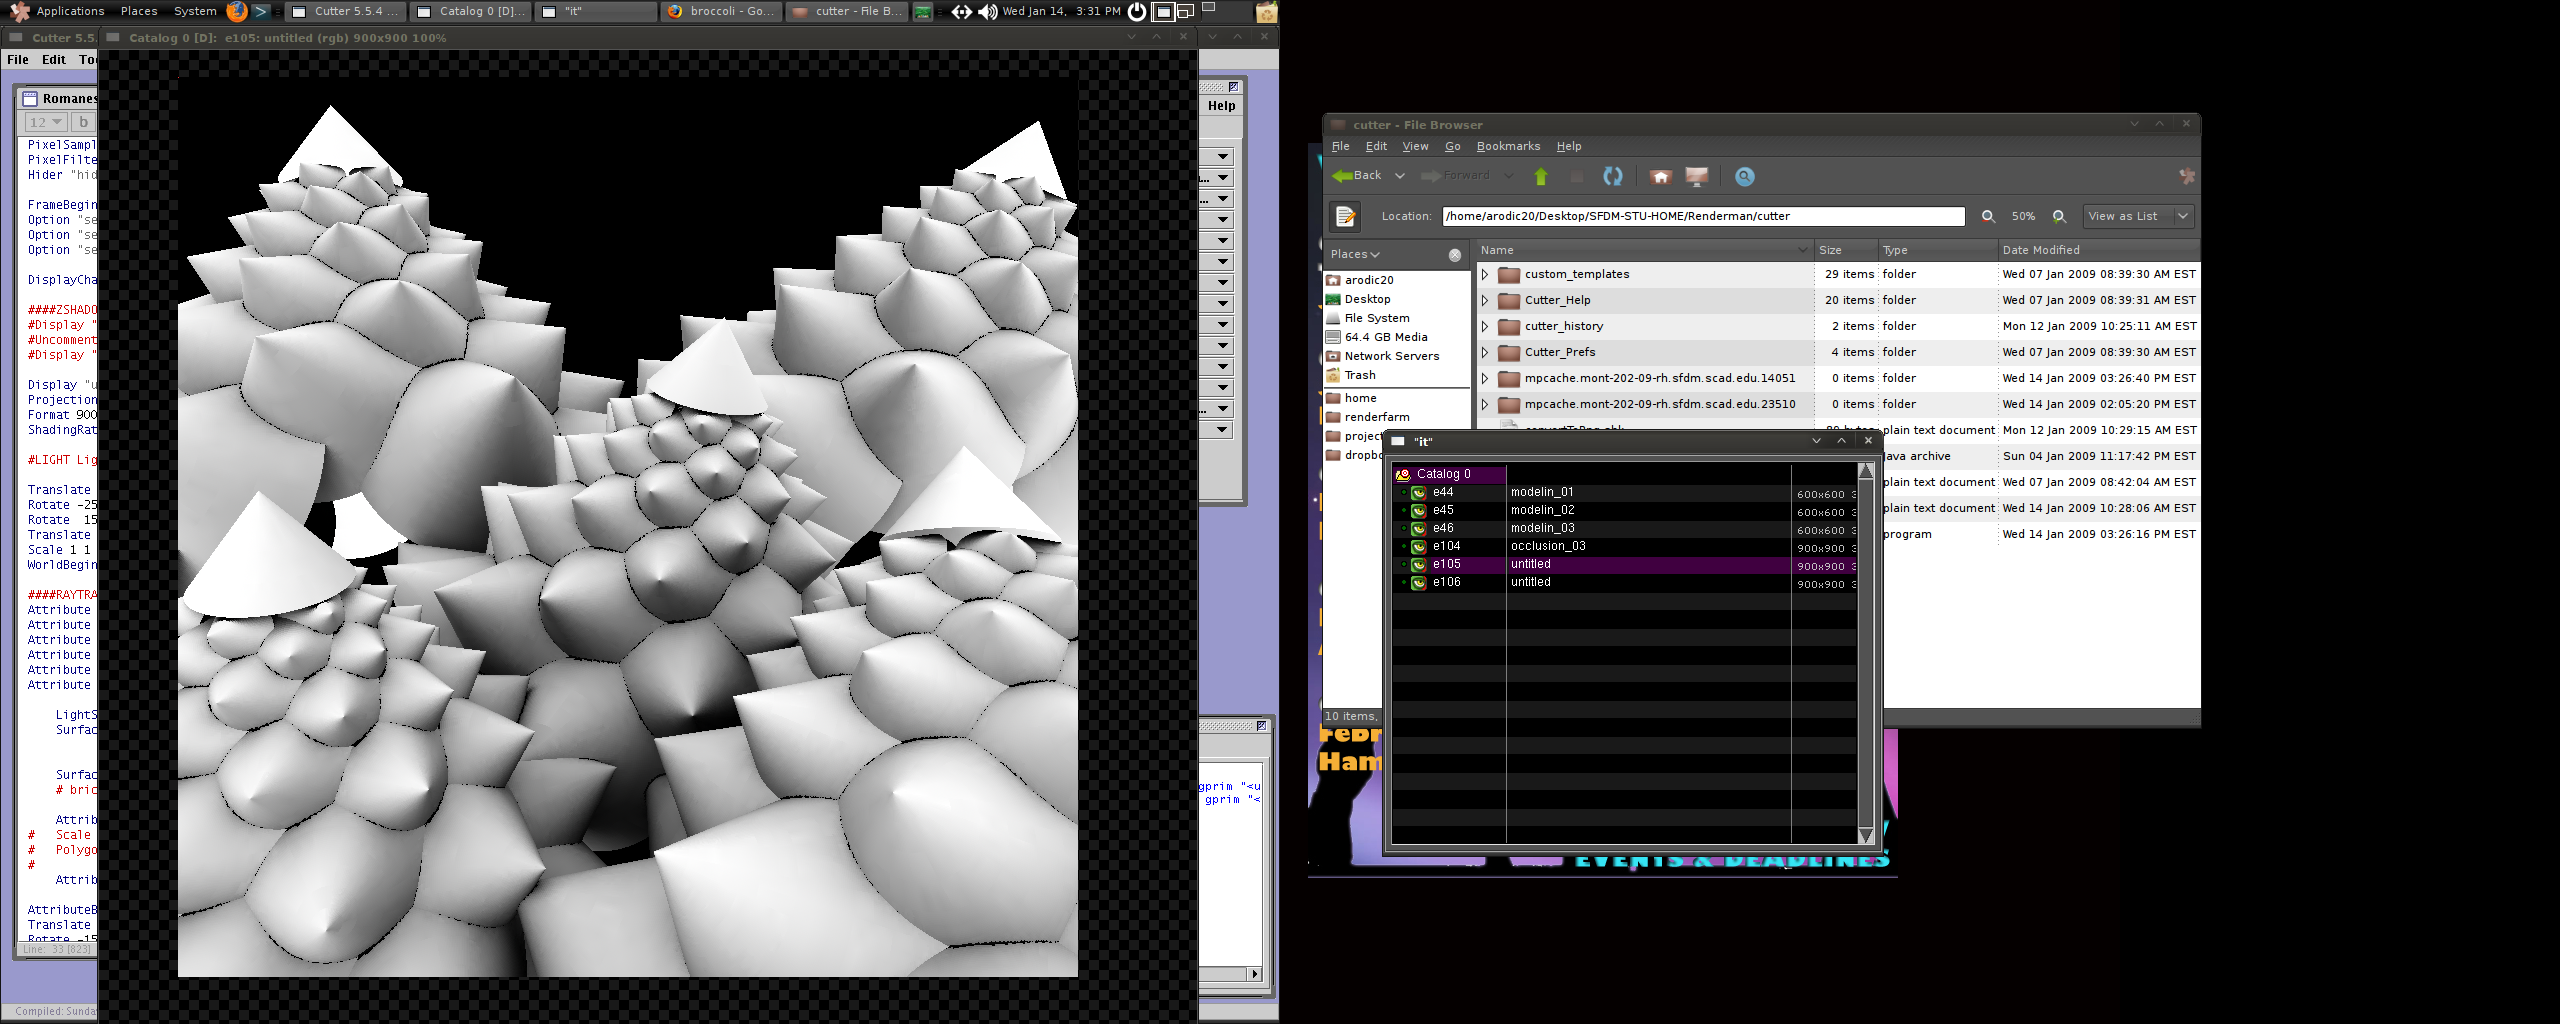 Applications Places System Cutter 5.5.4 ... Catalog 0 [D]... "it" broccoli - Go... cutter - File B... Wed Jan 14, 3:31 PM
Cutter 5.5.
Catalog 0 [D]: e105: untitled (rgb) 900x900 100%
File Edit Too
Romanes
12 b
PixelSampl
PixelFilte
Hider "hid
FrameBegin
Option "se
Option "se
Option "se
DisplayCha
####ZSHADO
#Display "
#Uncomment
#Display "
Display "u
Projection
Format 900
ShadingRat
#LIGHT Lig
Translate
Rotate -25
Rotate 15
Translate
Scale 1 1
WorldBegin
####RAYTRA
Attribute
Attribute
Attribute
Attribute
Attribute
Attribute
LightS
Surfac
Surfac
# bric
Attrib
# Scale
# Polygo
#
Attrib
AttributeB
Translate
Rotate -15
Line: 33 [823]
Compiled: Sunda
Help
gprim "<u
gprim "<
cutter - File Browser
File Edit View Go Bookmarks Help
Back Forward
Location: /home/arodic20/Desktop/SFDM-STU-HOME/Renderman/cutter 50% View as List
Places
arodic20
Desktop
File System
64.4 GB Media
Network Servers
Trash
home
renderfarm
projec
dropbo
Name Size Type Date Modified
custom_templates 29 items folder Wed 07 Jan 2009 08:39:30 AM EST
Cutter_Help 20 items folder Wed 07 Jan 2009 08:39:31 AM EST
cutter_history 2 items folder Mon 12 Jan 2009 10:25:11 AM EST
Cutter_Prefs 4 items folder Wed 07 Jan 2009 08:39:30 AM EST
mpcache.mont-202-09-rh.sfdm.scad.edu.14051 0 items folder Wed 14 Jan 2009 03:26:40 PM EST
mpcache.mont-202-09-rh.sfdm.scad.edu.23510 0 items folder Wed 14 Jan 2009 02:05:20 PM EST
plain text document Mon 12 Jan 2009 10:29:15 AM EST
Java archive Sun 04 Jan 2009 11:17:42 PM EST
plain text document Wed 07 Jan 2009 08:42:04 AM EST
plain text document Wed 14 Jan 2009 10:28:06 AM EST
program Wed 14 Jan 2009 03:26:16 PM EST
10 items,
"it"
Catalog 0
e44 modelin_01 600x600 3
e45 modelin_02 600x600 3
e46 modelin_03 600x600 3
e104 occlusion_03 900x900 3
e105 untitled 900x900 3
e106 untitled 900x900 3
Febr
Ham
EVENTS & DEADLINES